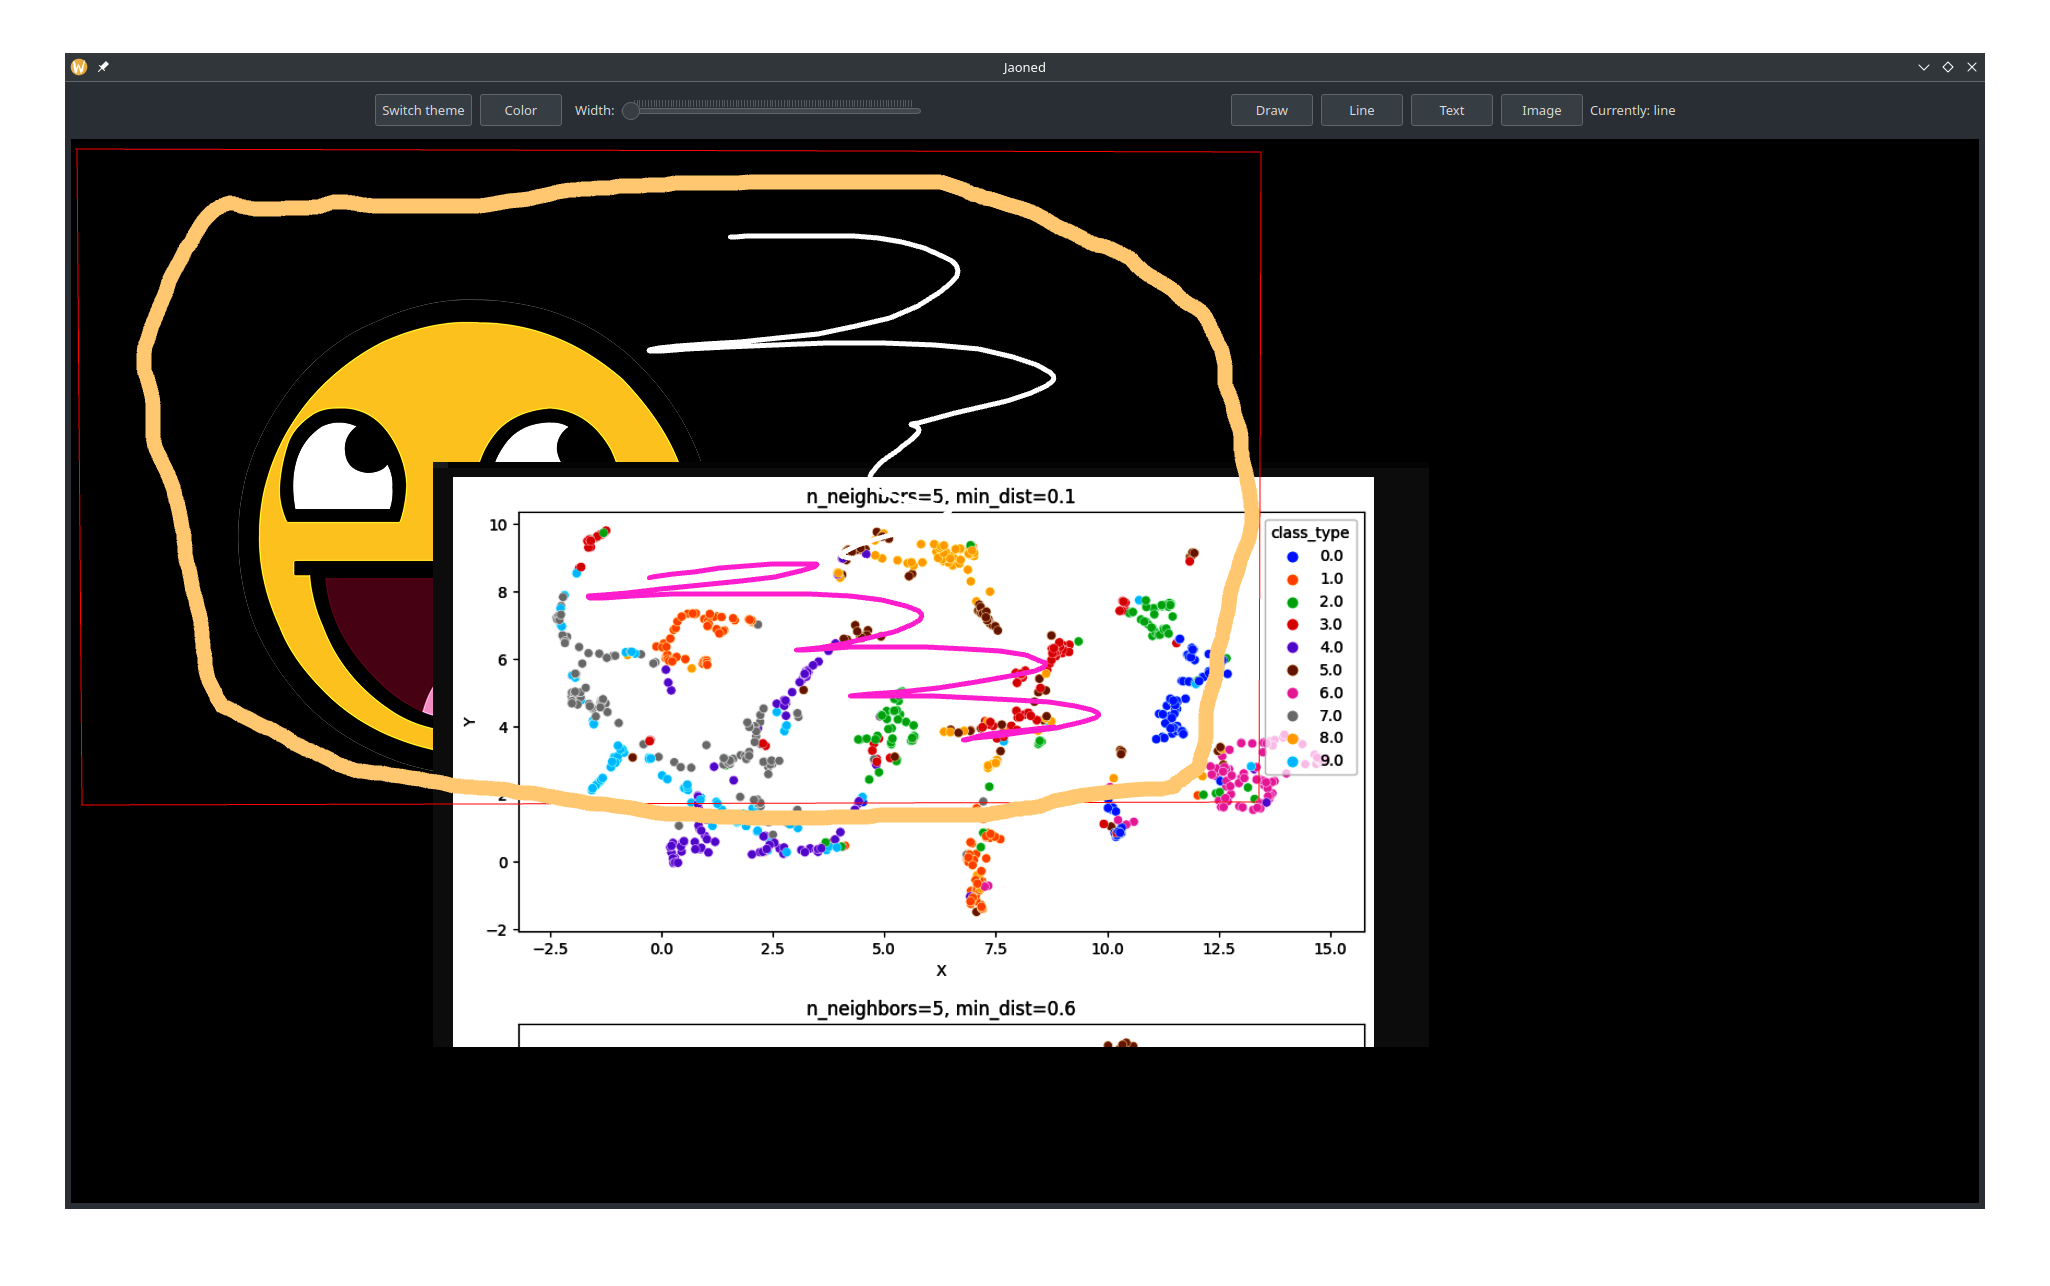 Jaoned
Switch theme Color Width: Draw Line Text Image Currently: line
n_neighbors=5, min_dist=0.1
10
8
6
4
2
0
−2
Y
class_type
0.0
1.0
2.0
3.0
4.0
5.0
6.0
7.0
8.0
9.0
−2.5 0.0 2.5 5.0 7.5 10.0 12.5 15.0
X
n_neighbors=5, min_dist=0.6